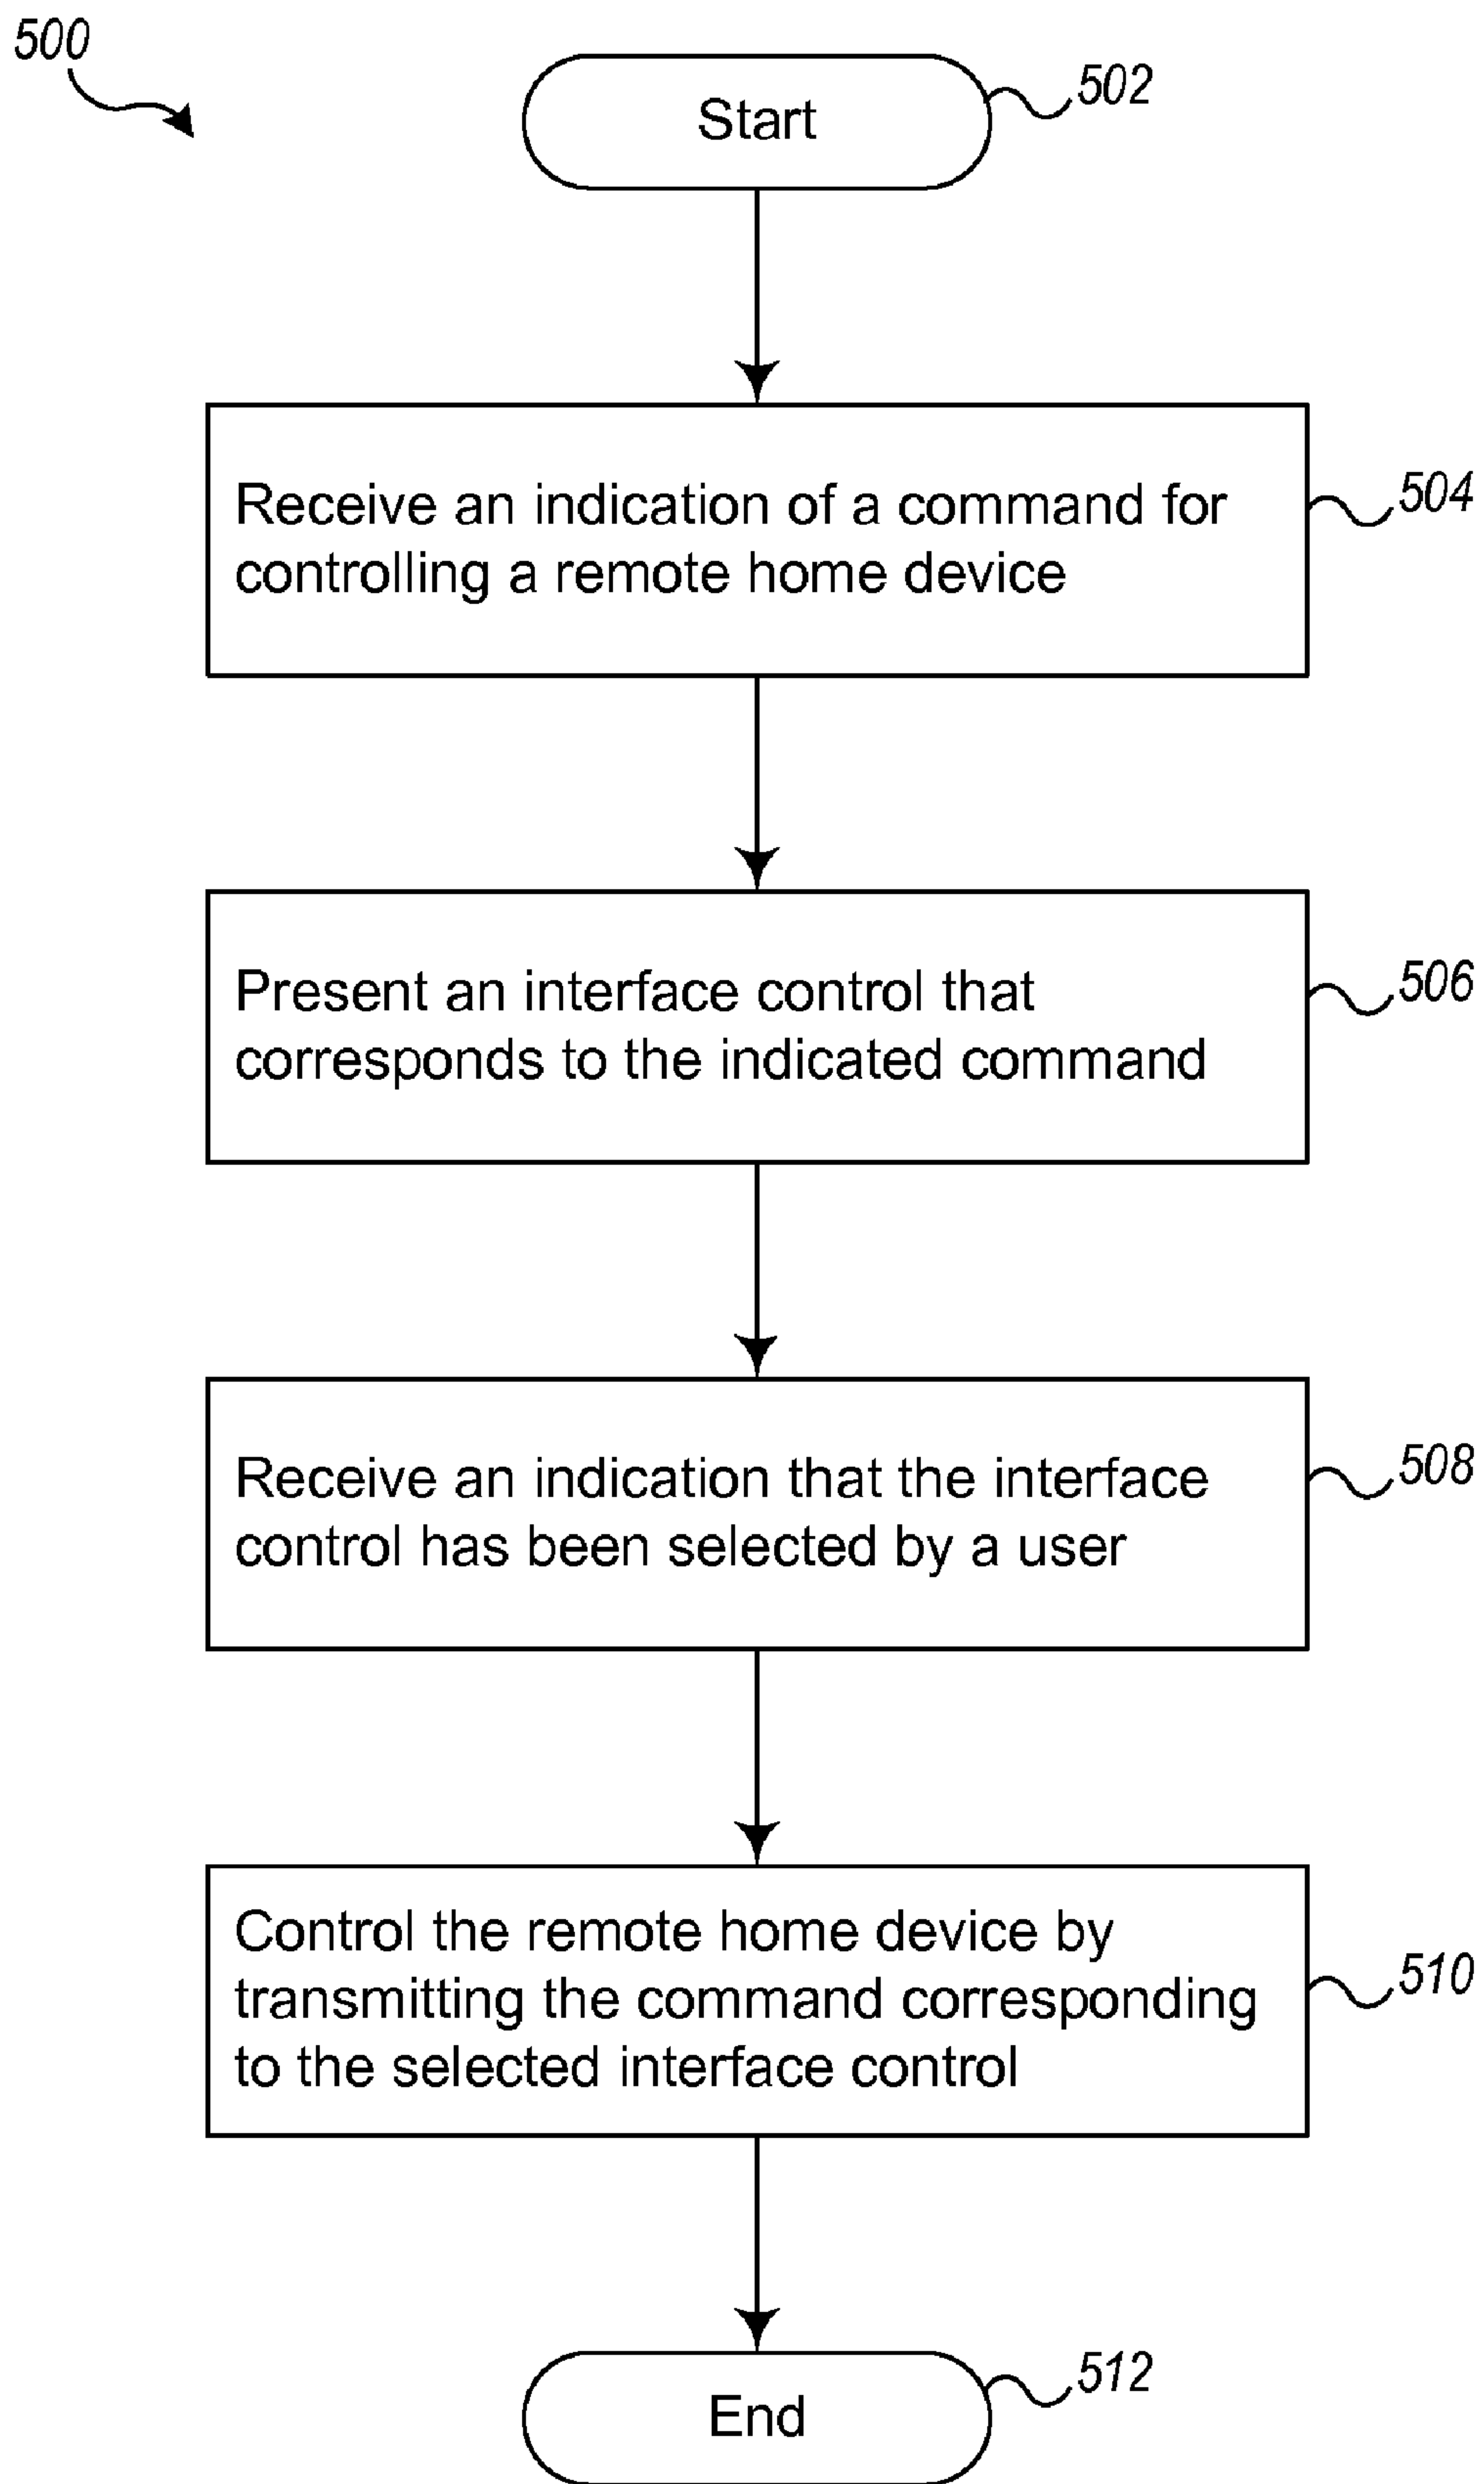 500
Start
502
Receive an indication of a command for
controlling a remote home device
504
Present an interface control that
corresponds to the indicated command
506
Receive an indication that the interface
control has been selected by a user
508
Control the remote home device by
transmitting the command corresponding
to the selected interface control
510
End
512